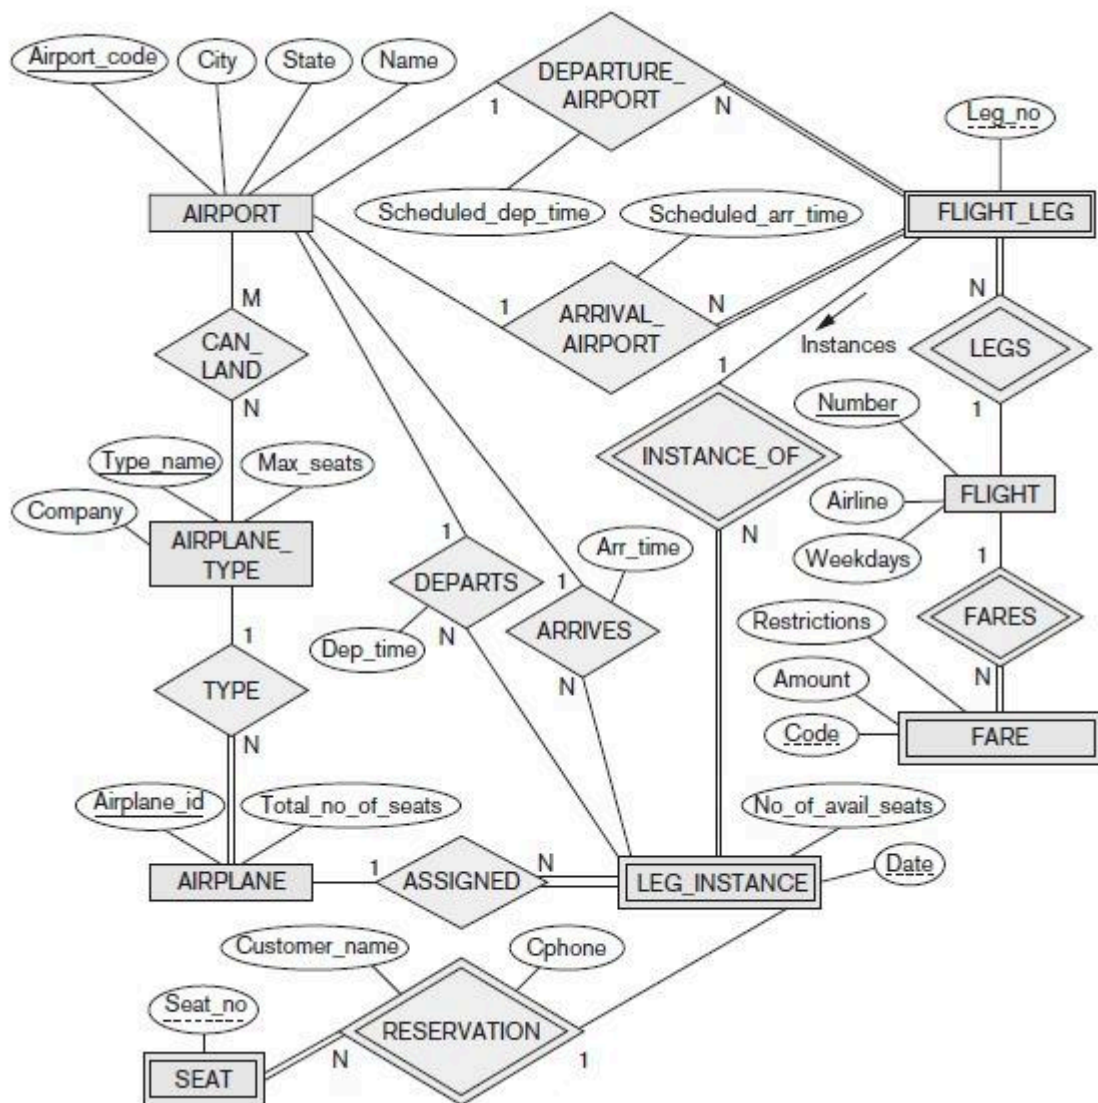 Airport_code
City
State
Name
DEPARTURE_
AIRPORT
1
N
Leg_no
AIRPORT
Scheduled_dep_time
Scheduled_arr_time
FLIGHT_LEG
M
1
ARRIVAL_
AIRPORT
N
Instances
N
LEGS
1
CAN_
LAND
N
1
INSTANCE_OF
N
Number
Type_name
Max_seats
Company
AIRPLANE_
TYPE
Airline
FLIGHT
Weekdays
1
DEPARTS
N
Dep_time
Arr_time
1
ARRIVES
N
1
FARES
N
Restrictions
Amount
Code
FARE
1
TYPE
N
Airplane_id
Total_no_of_seats
No_of_avail_seats
Date
AIRPLANE
1
ASSIGNED
N
LEG_INSTANCE
Customer_name
Cphone
Seat_no
RESERVATION
N
1
SEAT